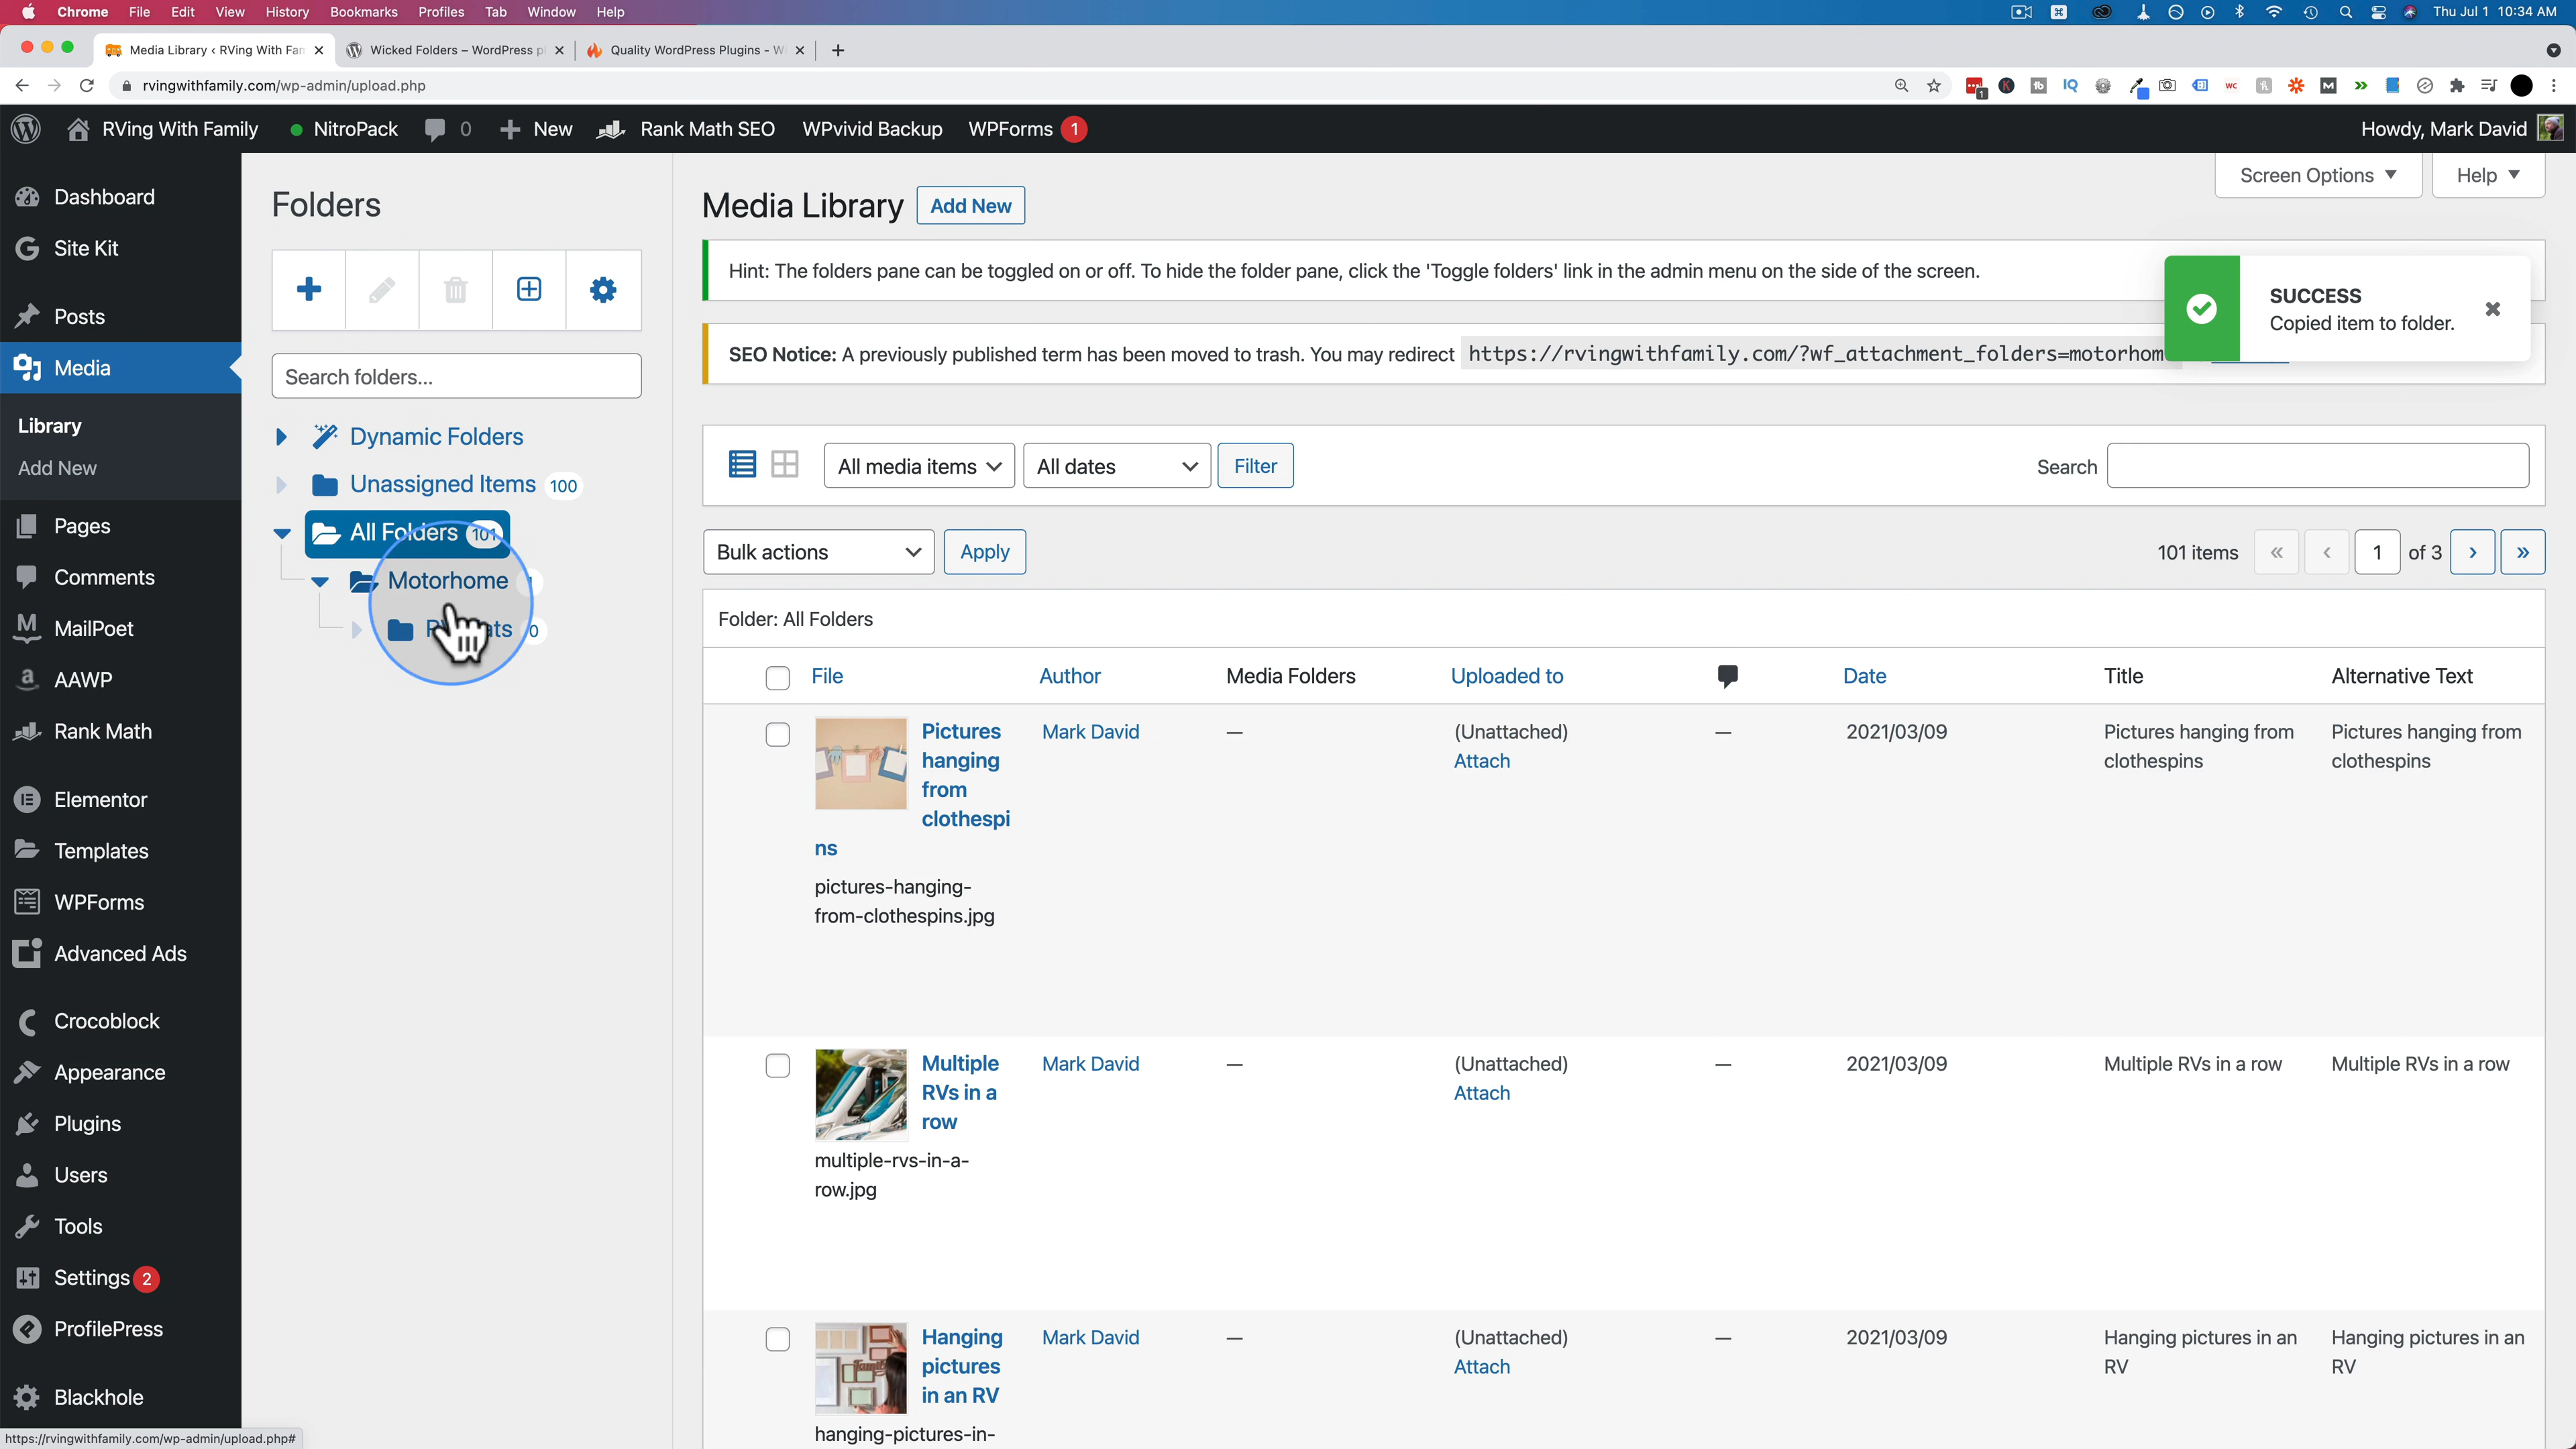 Chrome File Edit View History Bookmarks Profiles Tab Window Help Thu Jul 1 10:34 AM
Media Library ‹ RVing With Fam Wicked Folders – WordPress p Quality WordPress Plugins - W
rvingwithfamily.com/wp-admin/upload.php
RVing With Family NitroPack 0 New Rank Math SEO WPvivid Backup WPForms 1 Howdy, Mark David
Screen Options Help
Dashboard
Site Kit
Posts
Media
Library
Add New
Pages
Comments
MailPoet
AAWP
Rank Math
Elementor
Templates
WPForms
Advanced Ads
Crocoblock
Appearance
Plugins
Users
Tools
Settings 2
ProfilePress
Blackhole
https://rvingwithfamily.com/wp-admin/upload.php#
Folders
Search folders...
Dynamic Folders
Unassigned Items 100
All Folders 101
Motorhome
0
Media Library Add New
Hint: The folders pane can be toggled on or off. To hide the folder pane, click the 'Toggle folders' link in the admin menu on the side of the screen.
SEO Notice: A previously published term has been moved to trash. You may redirect https://rvingwithfamily.com/?wf_attachment_folders=motorhom
SUCCESS
Copied item to folder.
All media items All dates Filter Search
Bulk actions Apply 101 items « ‹ 1 of 3 › »
Folder: All Folders
File Author Media Folders Uploaded to Date Title Alternative Text
Pictures hanging from clothespi
ns
pictures-hanging-
from-clothespins.jpg
Mark David — (Unattached) — 2021/03/09 Pictures hanging from Pictures hanging from
Attach clothespins clothespins
Multiple
RVs in a
row
multiple-rvs-in-a-
row.jpg
Mark David — (Unattached) — 2021/03/09 Multiple RVs in a row Multiple RVs in a row
Attach
Hanging
pictures
in an RV
hanging-pictures-in-
Mark David — (Unattached) — 2021/03/09 Hanging pictures in an Hanging pictures in an
Attach RV RV